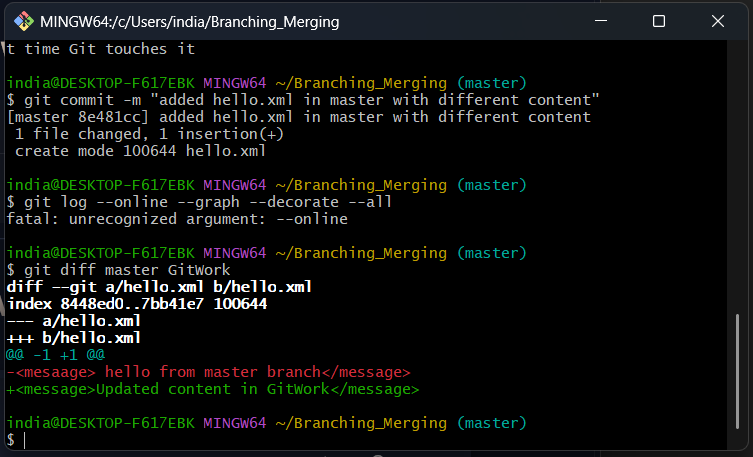 MINGW64:/c/Users/india/Branching_Merging
t time Git touches it
india@DESKTOP-F617EBK MINGW64 ~/Branching_Merging (master)
$ git commit -m "added hello.xml in master with different content"
[master 8e481cc] added hello.xml in master with different content
 1 file changed, 1 insertion(+)
 create mode 100644 hello.xml
india@DESKTOP-F617EBK MINGW64 ~/Branching_Merging (master)
$ git log --online --graph --decorate --all
fatal: unrecognized argument: --online
india@DESKTOP-F617EBK MINGW64 ~/Branching_Merging (master)
$ git diff master GitWork
diff --git a/hello.xml b/hello.xml
index 8448ed0..7bb41e7 100644
--- a/hello.xml
+++ b/hello.xml
@@ -1 +1 @@
-<mesaage> hello from master branch</message>
+<message>Updated content in GitWork</message>
india@DESKTOP-F617EBK MINGW64 ~/Branching_Merging (master)
$